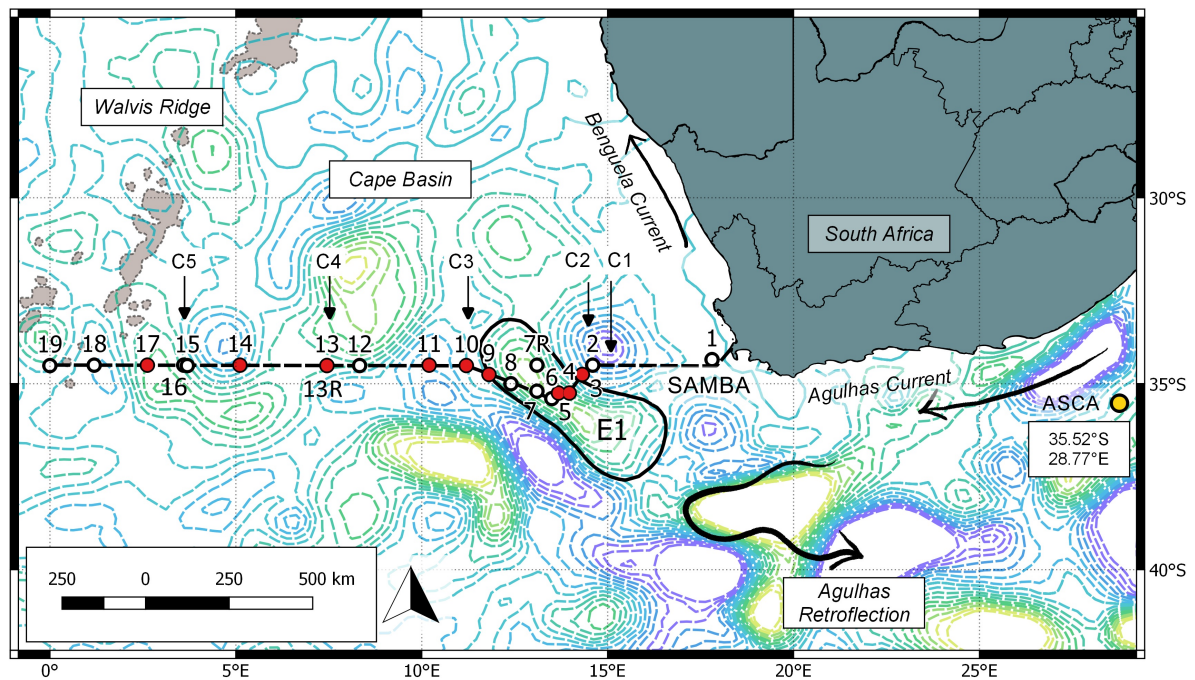 Walvis Ridge
Cape Basin
Benguela Current
South Africa
30°S
C5
C4
C3
C2
C1
19
18
17
15
16
14
13
13R
12
11
10
9
8
7R
7
6
5
4
3
2
1
SAMBA
E1
Agulhas Current
35°S
ASCA
35.52°S
28.77°E
40°S
Agulhas
Retroflection
250 0 250 500 km
0° 5°E 10°E 15°E 20°E 25°E